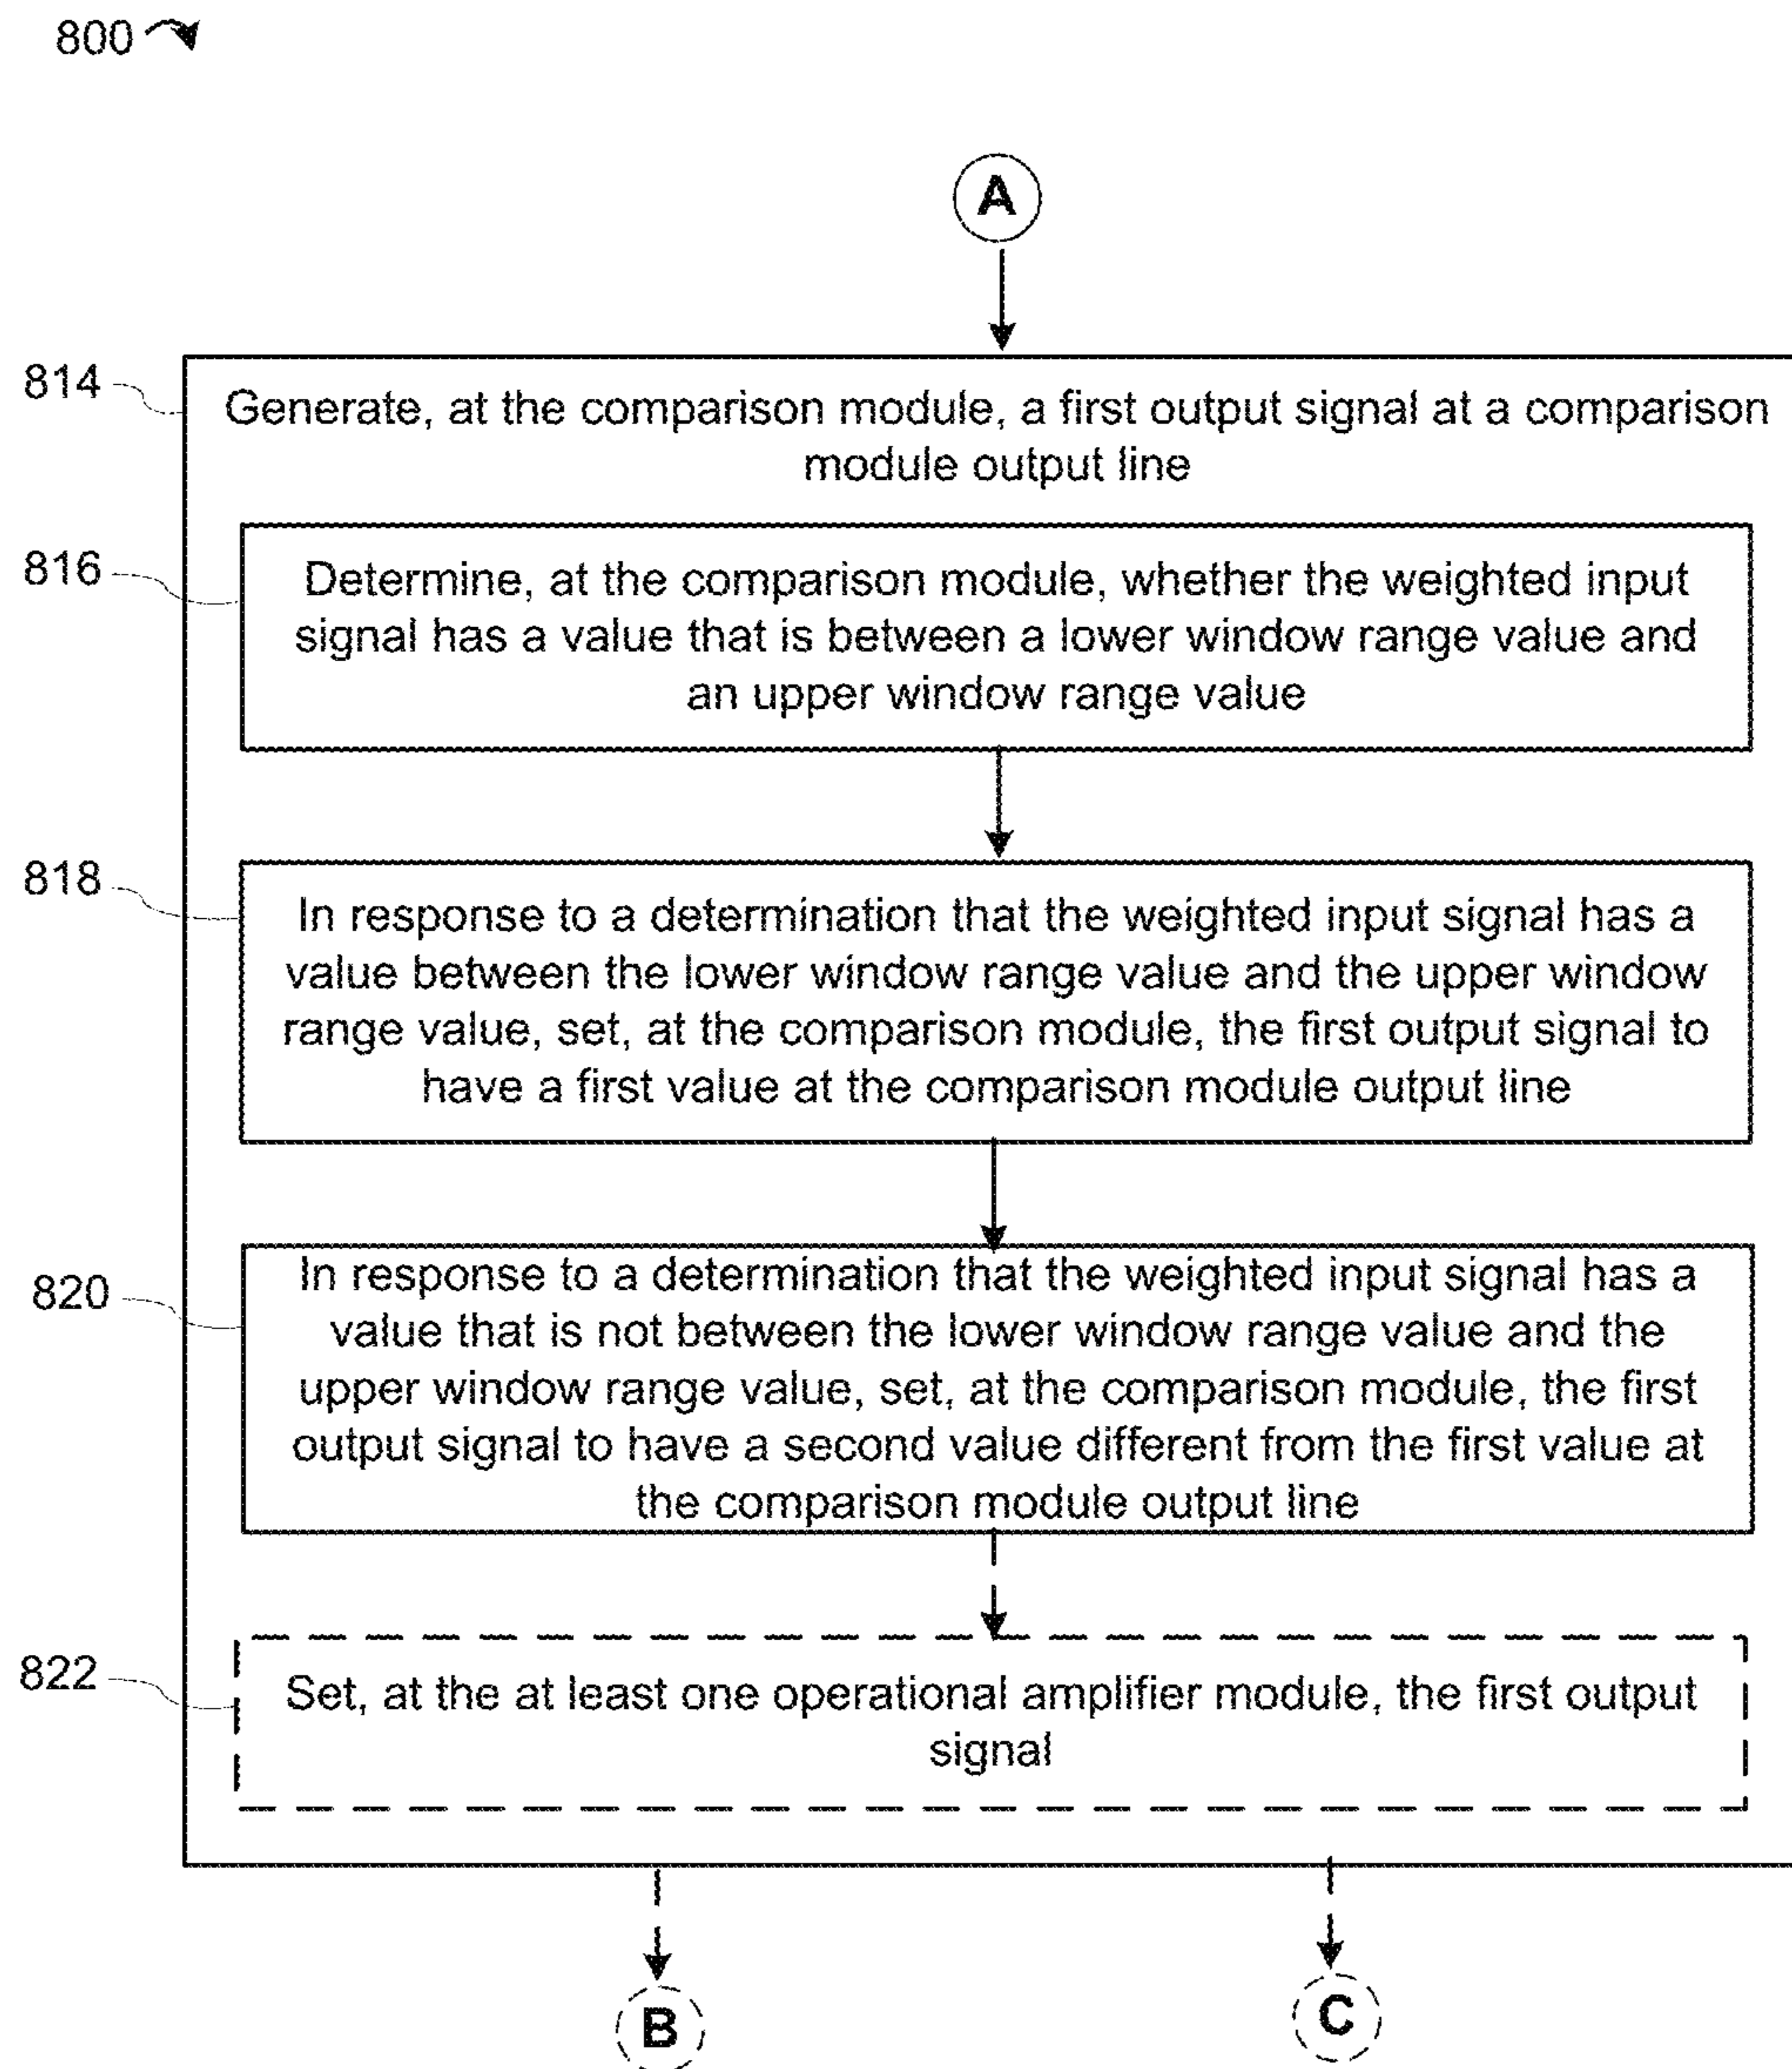 800
A
814
Generate, at the comparison module, a first output signal at a comparison
module output line
816
Determine, at the comparison module, whether the weighted input
signal has a value that is between a lower window range value and
an upper window range value
818
In response to a determination that the weighted input signal has a
value between the lower window range value and the upper window
range value, set, at the comparison module, the first output signal to
have a first value at the comparison module output line
820
In response to a determination that the weighted input signal has a
value that is not between the lower window range value and the
upper window range value, set, at the comparison module, the first
output signal to have a second value different from the first value at
the comparison module output line
822
Set, at the at least one operational amplifier module, the first output
signal
B
C